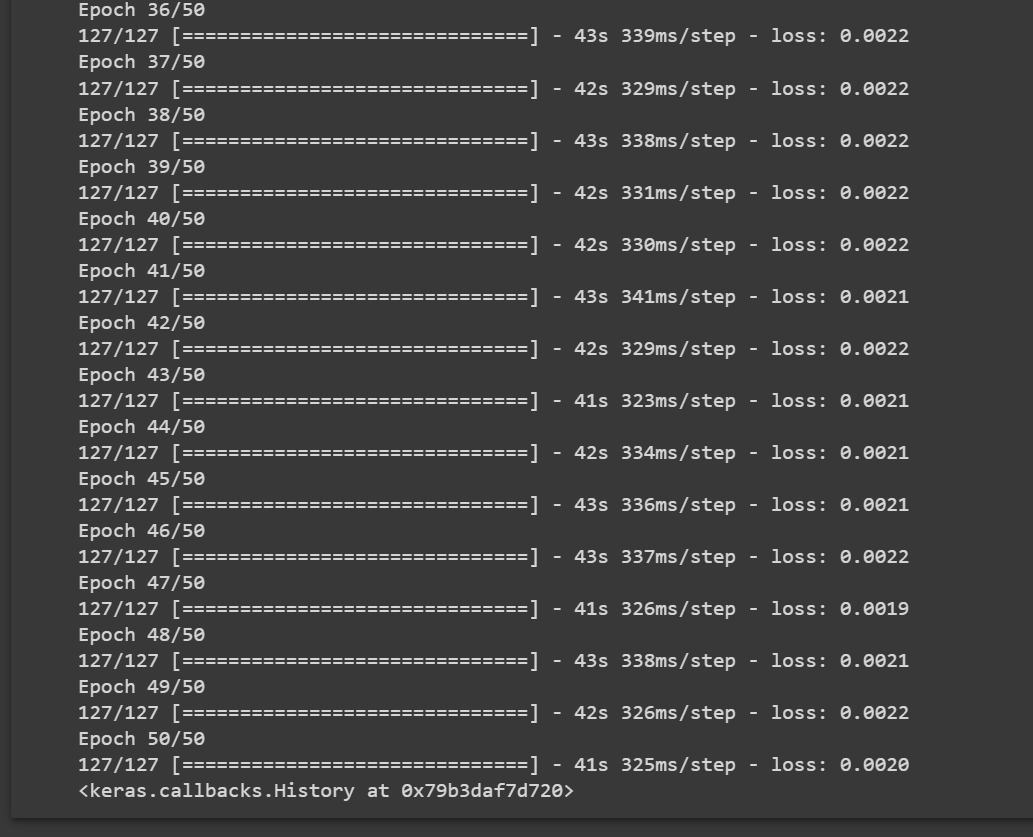 Epoch 36/50
127/127 [==============================] - 43s 339ms/step - loss: 0.0022
Epoch 37/50
127/127 [==============================] - 42s 329ms/step - loss: 0.0022
Epoch 38/50
127/127 [==============================] - 43s 338ms/step - loss: 0.0022
Epoch 39/50
127/127 [==============================] - 42s 331ms/step - loss: 0.0022
Epoch 40/50
127/127 [==============================] - 42s 330ms/step - loss: 0.0022
Epoch 41/50
127/127 [==============================] - 43s 341ms/step - loss: 0.0021
Epoch 42/50
127/127 [==============================] - 42s 329ms/step - loss: 0.0022
Epoch 43/50
127/127 [==============================] - 41s 323ms/step - loss: 0.0021
Epoch 44/50
127/127 [==============================] - 42s 334ms/step - loss: 0.0021
Epoch 45/50
127/127 [==============================] - 43s 336ms/step - loss: 0.0021
Epoch 46/50
127/127 [==============================] - 43s 337ms/step - loss: 0.0022
Epoch 47/50
127/127 [==============================] - 41s 326ms/step - loss: 0.0019
Epoch 48/50
127/127 [==============================] - 43s 338ms/step - loss: 0.0021
Epoch 49/50
127/127 [==============================] - 42s 326ms/step - loss: 0.0022
Epoch 50/50
127/127 [==============================] - 41s 325ms/step - loss: 0.0020
<keras.callbacks.History at 0x79b3daf7d720>